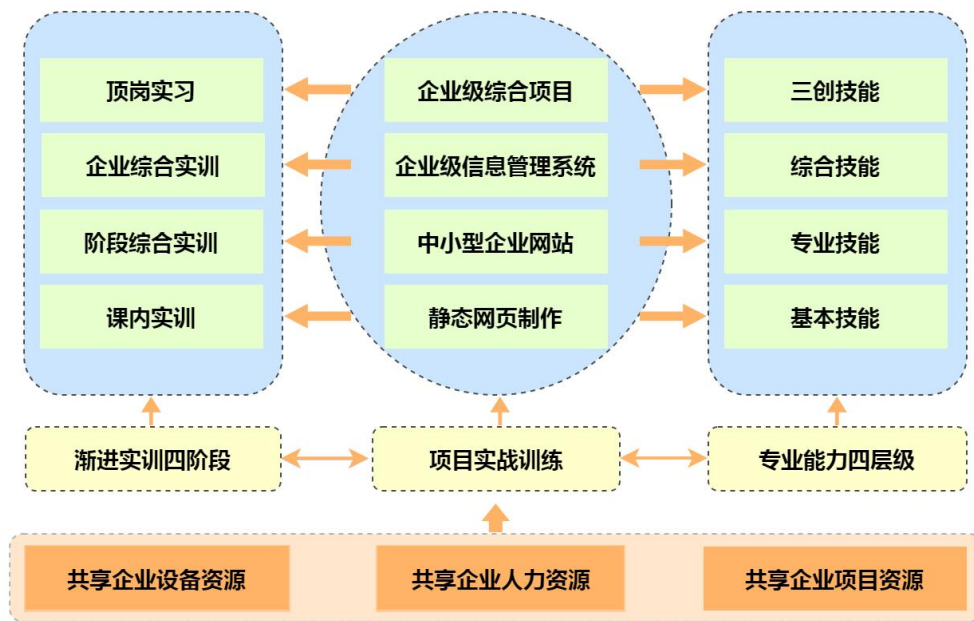 顶岗实习
企业级综合项目
三创技能
企业综合实训
企业级信息管理系统
综合技能
阶段综合实训
中小型企业网站
专业技能
课内实训
静态网页制作
基本技能
渐进实训四阶段
项目实战训练
专业能力四层级
共享企业设备资源
共享企业人力资源
共享企业项目资源